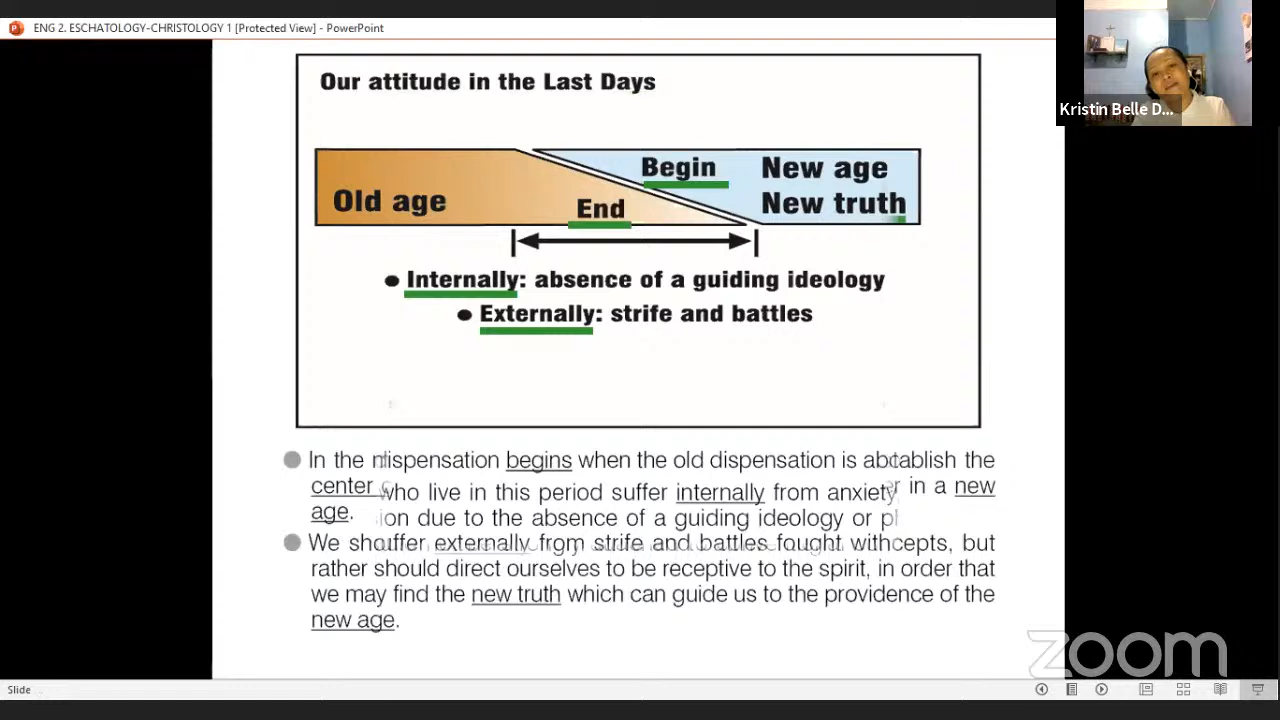 ENG 2. ESCHATOLOGY-CHRISTOLOGY 1 [Protected View] - PowerPoint
Kristin Belle D...
Our attitude in the Last Days
Begin
New age
Old age
End
New truth
● Internally: absence of a guiding ideology
● Externally: strife and battles
● In the dispensation begins when the old dispensation is the
center who live in this period suffer internally from anxiety in a new
age. due to the absence of a guiding ideology or
● We externally from strife and battles fought but
rather should direct ourselves to be receptive to the spirit, in order that
we may find the new truth which can guide us to the providence of the
new age.
zoom
Slide